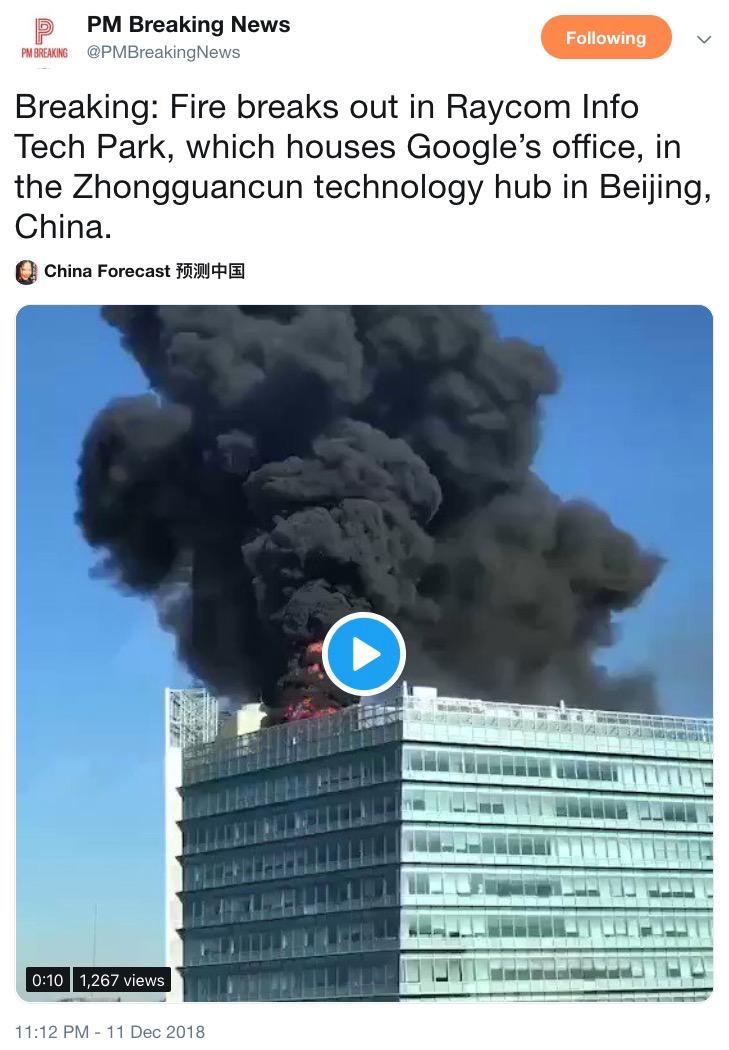 PM Breaking News
PM BREAKING
@PMBreakingNews
Following
Breaking: Fire breaks out in Raycom Info
Tech Park, which houses Google’s office, in
the Zhongguancun technology hub in Beijing,
China.
China Forecast 预测中国
0:10 1,267 views
11:12 PM - 11 Dec 2018